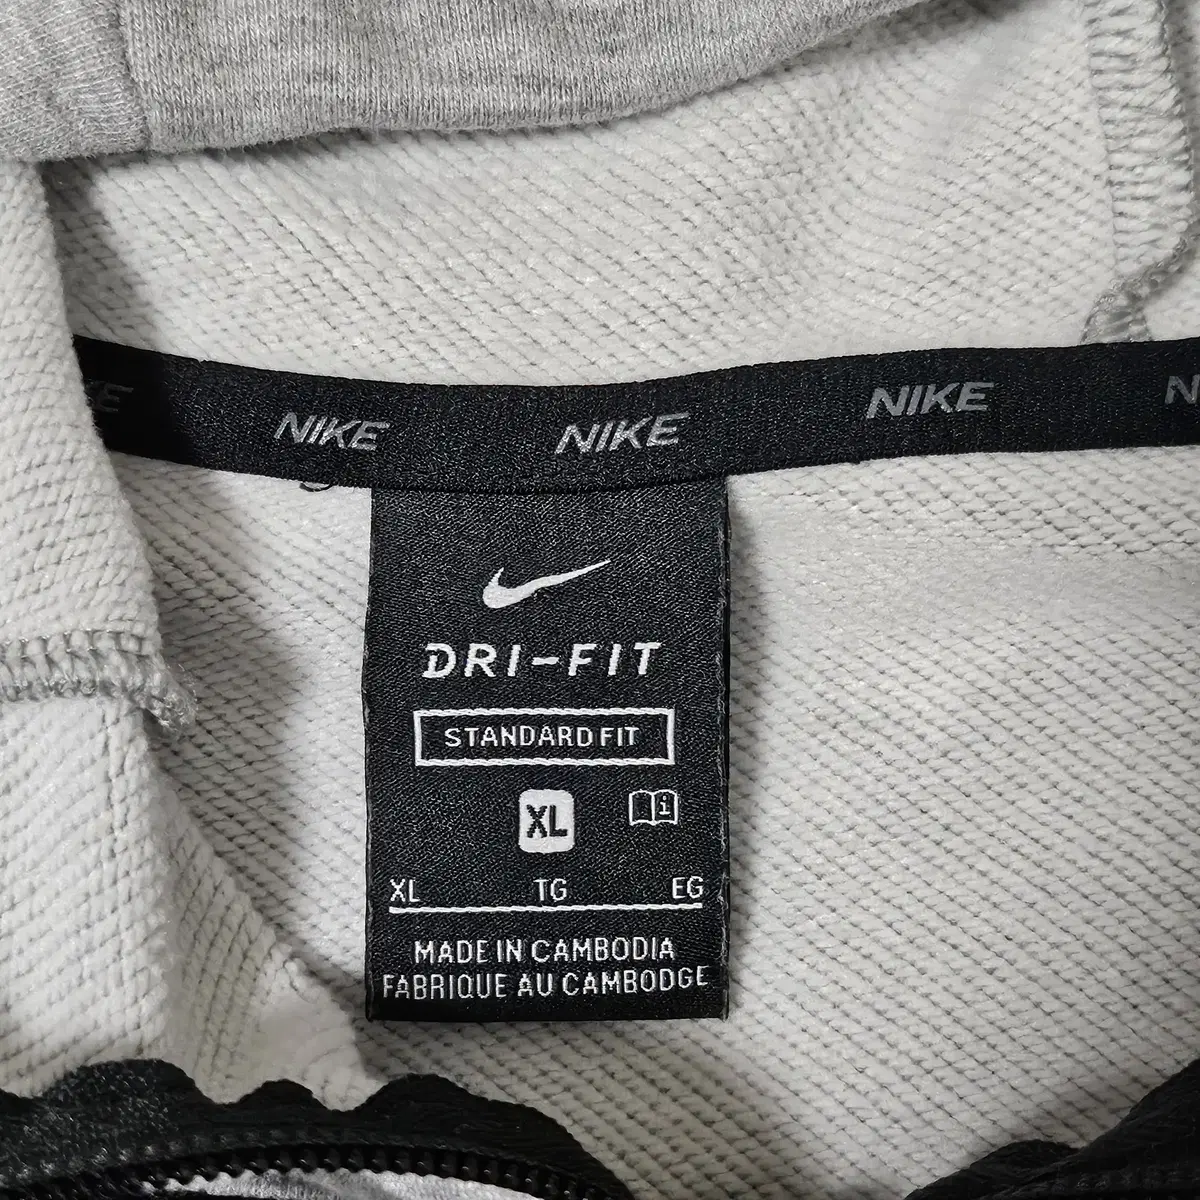 NIKE NIKE NIKE
DRI-FIT
STANDARD FIT
XL
XL TG EG
MADE IN CAMBODIA
FABRIQUE AU CAMBODGE